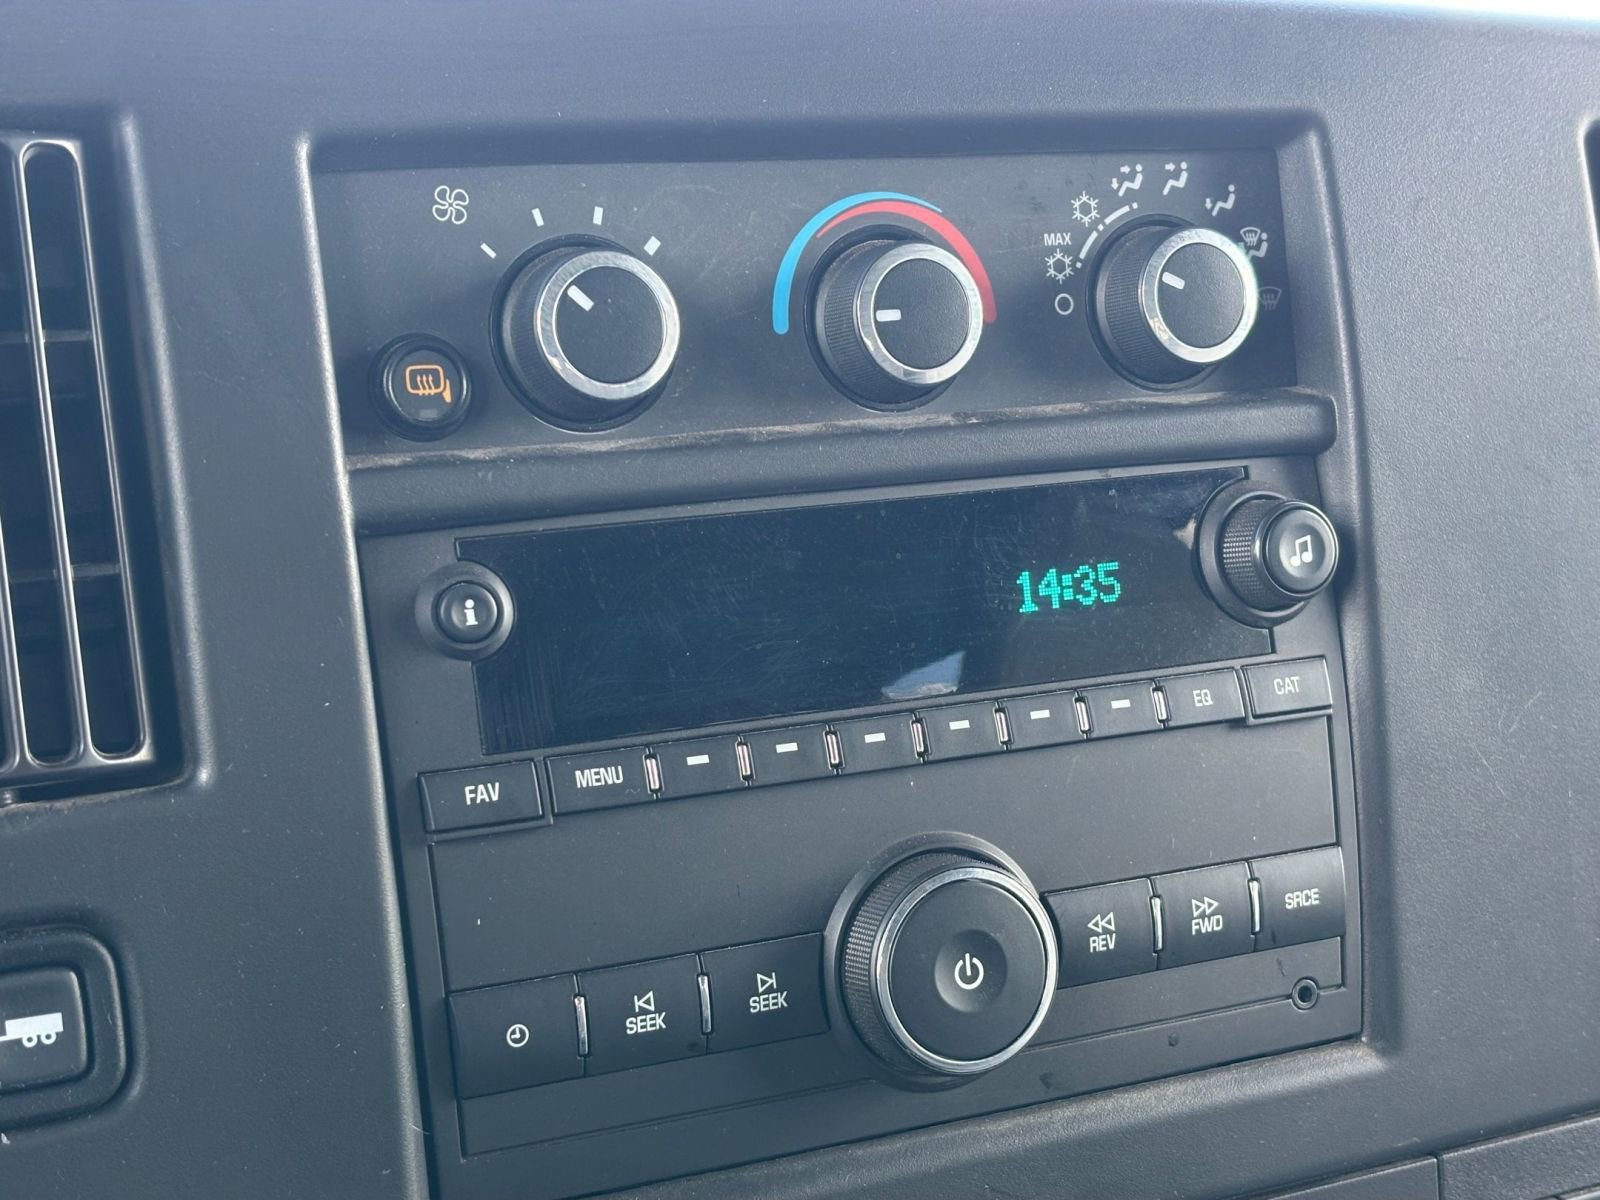 MAX
14:35
i
FAV
MENU
EQ
CAT
SEEK
SEEK
REV
FWD
SRCE